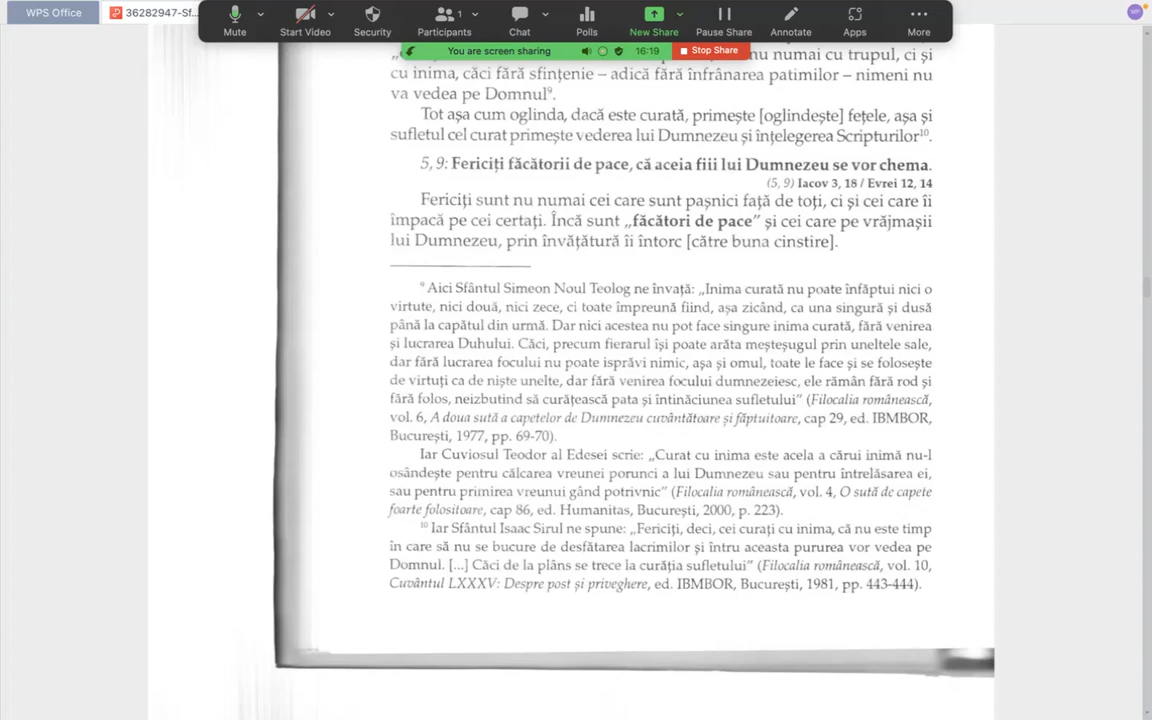 WPS Office
36282947-Sf...
Mute
Start Video
Security
Participants
1
Chat
Polls
New Share
Pause Share
Annotate
Apps
More
You are screen sharing
16:19
Stop Share
nu numai cu trupul, ci și
cu inima, căci fără sfințenie – adică fără înfrânarea patimilor – nimeni nu
va vedea pe Domnul⁹.
Tot așa cum oglinda, dacă este curată, primește [oglindește] fețele, așa și
sufletul cel curat primește vederea lui Dumnezeu și înțelegerea Scripturilor¹⁰.
5, 9: Fericiți făcătorii de pace, că aceia fiii lui Dumnezeu se vor chema.
(5, 9) Iacov 3, 18 / Evrei 12, 14
Fericiți sunt nu numai cei care sunt pașnici față de toți, ci și cei care îi
împacă pe cei certați. Încă sunt „făcători de pace” și cei care pe vrăjmașii
lui Dumnezeu, prin învățătură îi întorc [către buna cinstire].
⁹ Aici Sfântul Simeon Noul Teolog ne învață: „Inima curată nu poate înfăptui nici o
virtute, nici două, nici zece, ci toate împreună fiind, așa zicând, ca una singură și dusă
până la capătul din urmă. Dar nici acestea nu pot face singure inima curată, fără venirea
și lucrarea Duhului. Căci, precum fierarul își poate arăta meșteșugul prin uneltele sale,
dar fără lucrarea focului nu poate isprăvi nimic, așa și omul, toate le face și se folosește
de virtuți ca de niște unelte, dar fără venirea focului dumnezeiesc, ele rămân fără rod și
fără folos, neizbutind să curățească pata și întinăciunea sufletului” (Filocalia românească,
vol. 6, A doua sută a capetelor de Dumnezeu cuvântătoare și făptuitoare, cap 29, ed. IBMBOR,
București, 1977, pp. 69-70).
Iar Cuviosul Teodor al Edesei scrie: „Curat cu inima este acela a cărui inimă nu-l
osândește pentru călcarea vreunei porunci a lui Dumnezeu sau pentru întrelăsarea ei,
sau pentru primirea vreunui gând potrivnic” (Filocalia românească, vol. 4, O sută de capete
foarte folositoare, cap 86, ed. Humanitas, București, 2000, p. 223).
¹⁰ Iar Sfântul Isaac Sirul ne spune: „Fericiți, deci, cei curați cu inima, că nu este timp
în care să nu se bucure de desfătarea lacrimilor și întru aceasta pururea vor vedea pe
Domnul. [...] Căci de la plâns se trece la curăția sufletului” (Filocalia românească, vol. 10,
Cuvântul LXXXV: Despre post și priveghere, ed. IBMBOR, București, 1981, pp. 443-444).